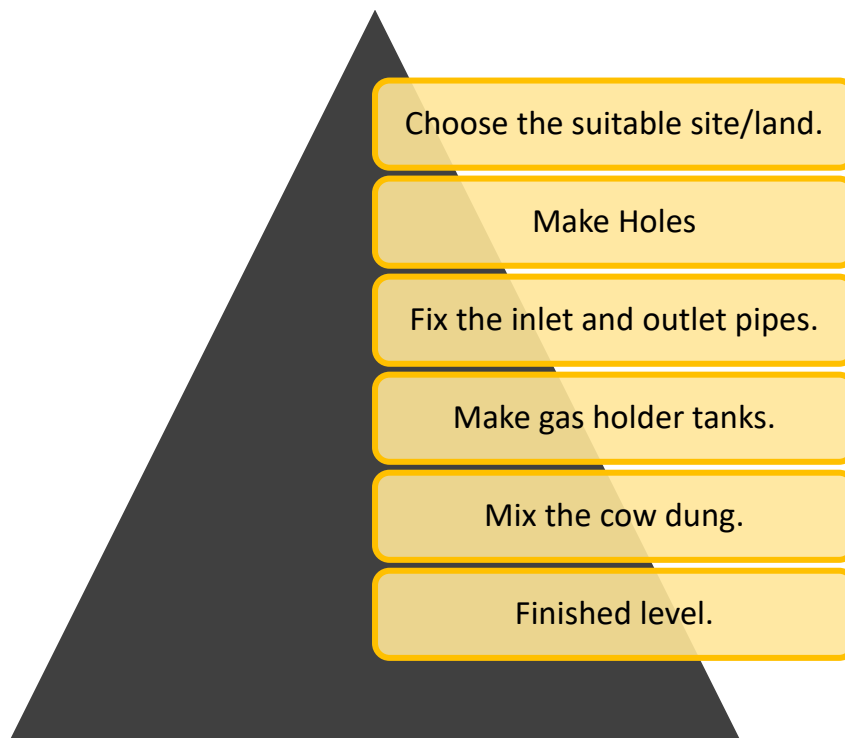 Choose the suitable site/land.
Make Holes
Fix the inlet and outlet pipes.
Make gas holder tanks.
Mix the cow dung.
Finished level.